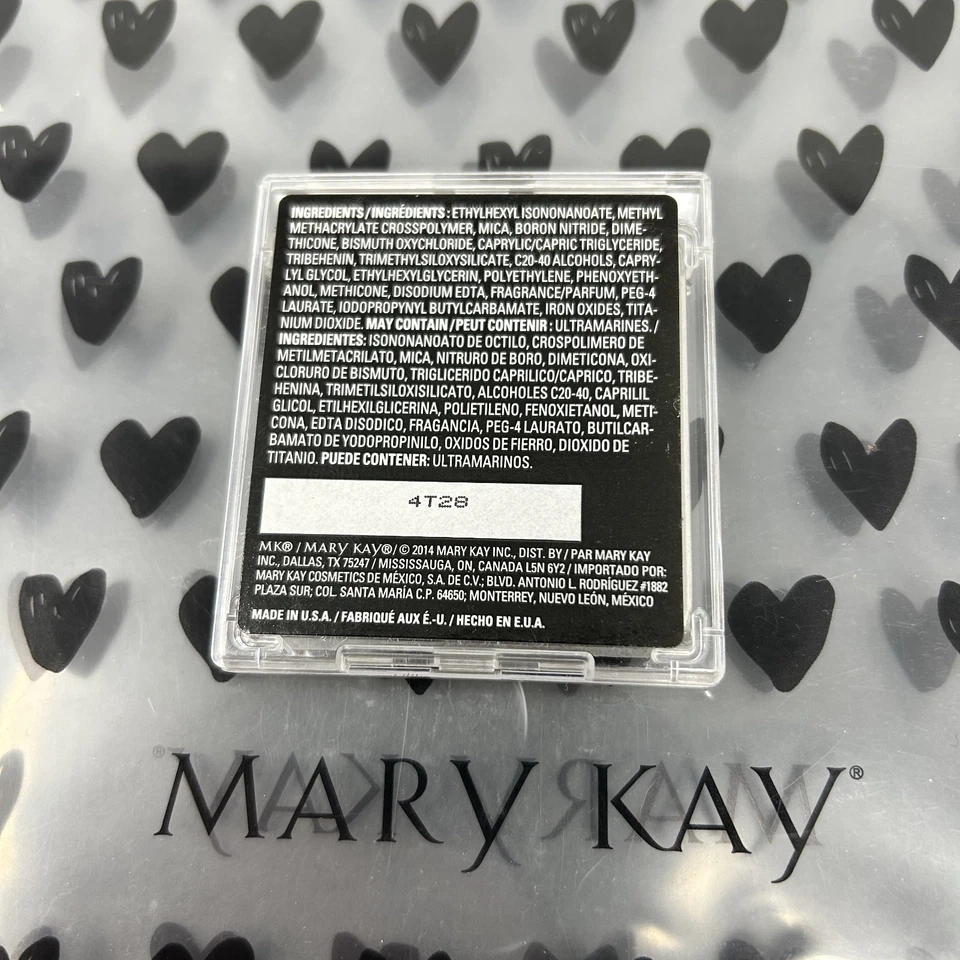 INGREDIENTS/INGRÉDIENTS: ETHYLHEXYL ISONONANOATE, METHYL
METHACRYLATE CROSSPOLYMER, MICA, BORON NITRIDE, DIME-
THICONE, BISMUTH OXYCHLORIDE, CAPRYLIC/CAPRIC TRIGLYCERIDE,
TRIBEHENIN, TRIMETHYLSILOXYSILICATE, C20-40 ALCOHOLS, CAPRY-
LYL GLYCOL, ETHYLHEXYLGLYCERIN, POLYETHYLENE, PHENOXYETH-
ANOL, METHICONE, DISODIUM EDTA, FRAGRANCE/PARFUM, PEG-4
LAURATE, IODOPROPYNYL BUTYLCARBAMATE, IRON OXIDES, TITA-
NIUM DIOXIDE. MAY CONTAIN/PEUT CONTENIR: ULTRAMARINES./
INGREDIENTES: ISONONANOATO DE OCTILO, CROSPOLIMERO DE
METILMETACRILATO, MICA, NITRURO DE BORO, DIMETICONA, OXI-
CLORURO DE BISMUTO, TRIGLICERIDO CAPRILICO/CAPRICO, TRIBE-
HENINA, TRIMETILSILOXISILICATO, ALCOHOLES C20-40, CAPRILIL
GLICOL, ETILHEXILGLICERINA, POLIETILENO, FENOXIETANOL, METI-
CONA, EDTA DISODICO, FRAGANCIA, PEG-4 LAURATO, BUTILCAR-
BAMATO DE YODOPROPINILO, OXIDOS DE FIERRO, DIOXIDO DE
TITANIO. PUEDE CONTENER: ULTRAMARINOS.
4T28
MK® / MARY KAY® / © 2014 MARY KAY INC., DIST. BY / PAR MARY KAY
INC., DALLAS, TX 75247 / MISSISSAUGA, ON, CANADA L5N 6Y2 / IMPORTADO POR:
MARY KAY COSMETICS DE MÉXICO, S.A. DE C.V.; BLVD. ANTONIO L. RODRÍGUEZ #1882
PLAZA SUR; COL. SANTA MARÍA C.P. 64650; MONTERREY, NUEVO LEÓN, MÉXICO
MADE IN U.S.A. / FABRIQUÉ AUX É.-U. / HECHO EN E.U.A.
MARY KAY®